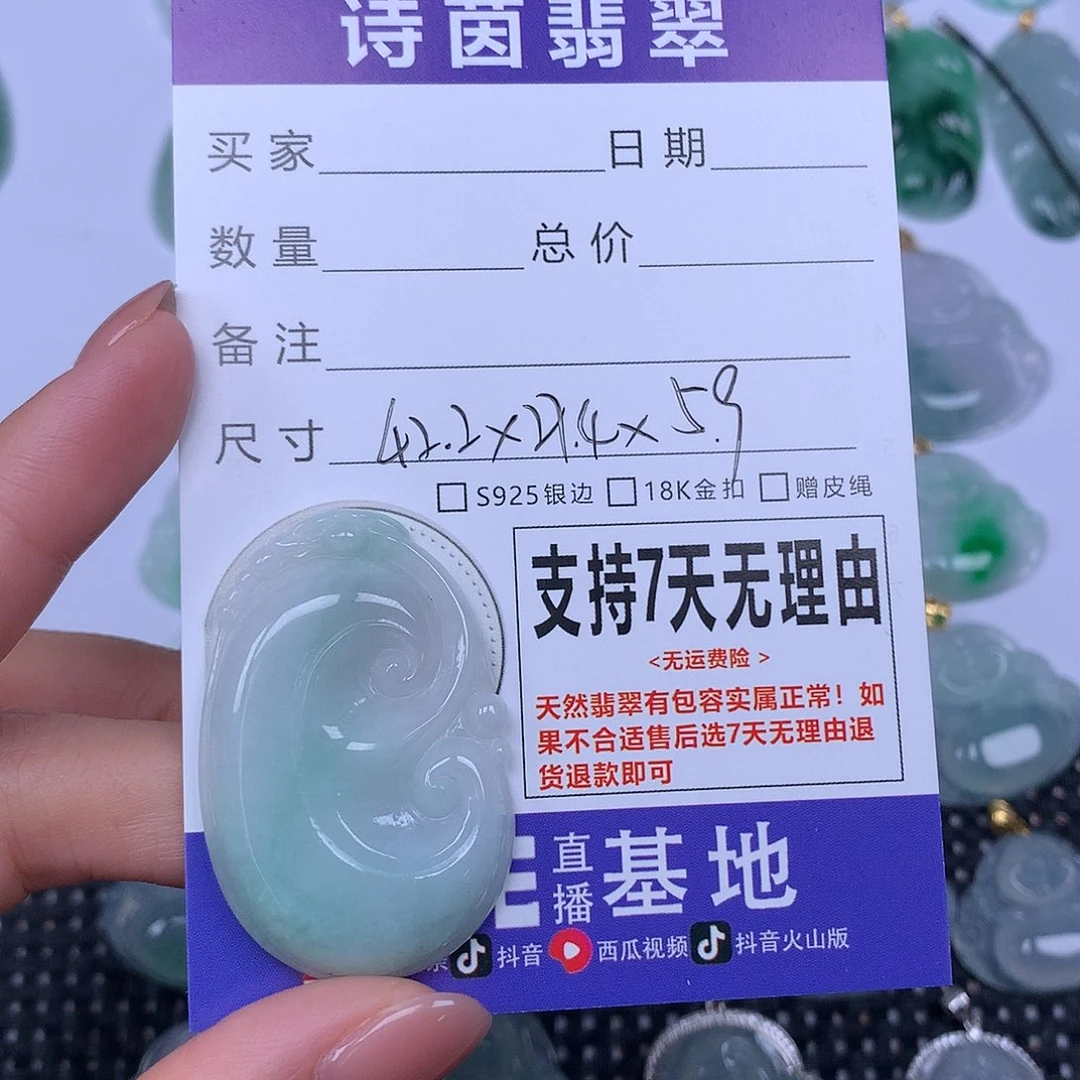 诗茵翡翠
买家 日期
数量 总价
备注
尺寸 42.2×27.4×5.9
S925银边 18K金扣 赠皮绳
支持7天无理由
<无运费险>
天然翡翠有包容实属正常！如
果不合适售后选7天无理由退
货退款即可
直播基地
抖音 西瓜视频 抖音火山版